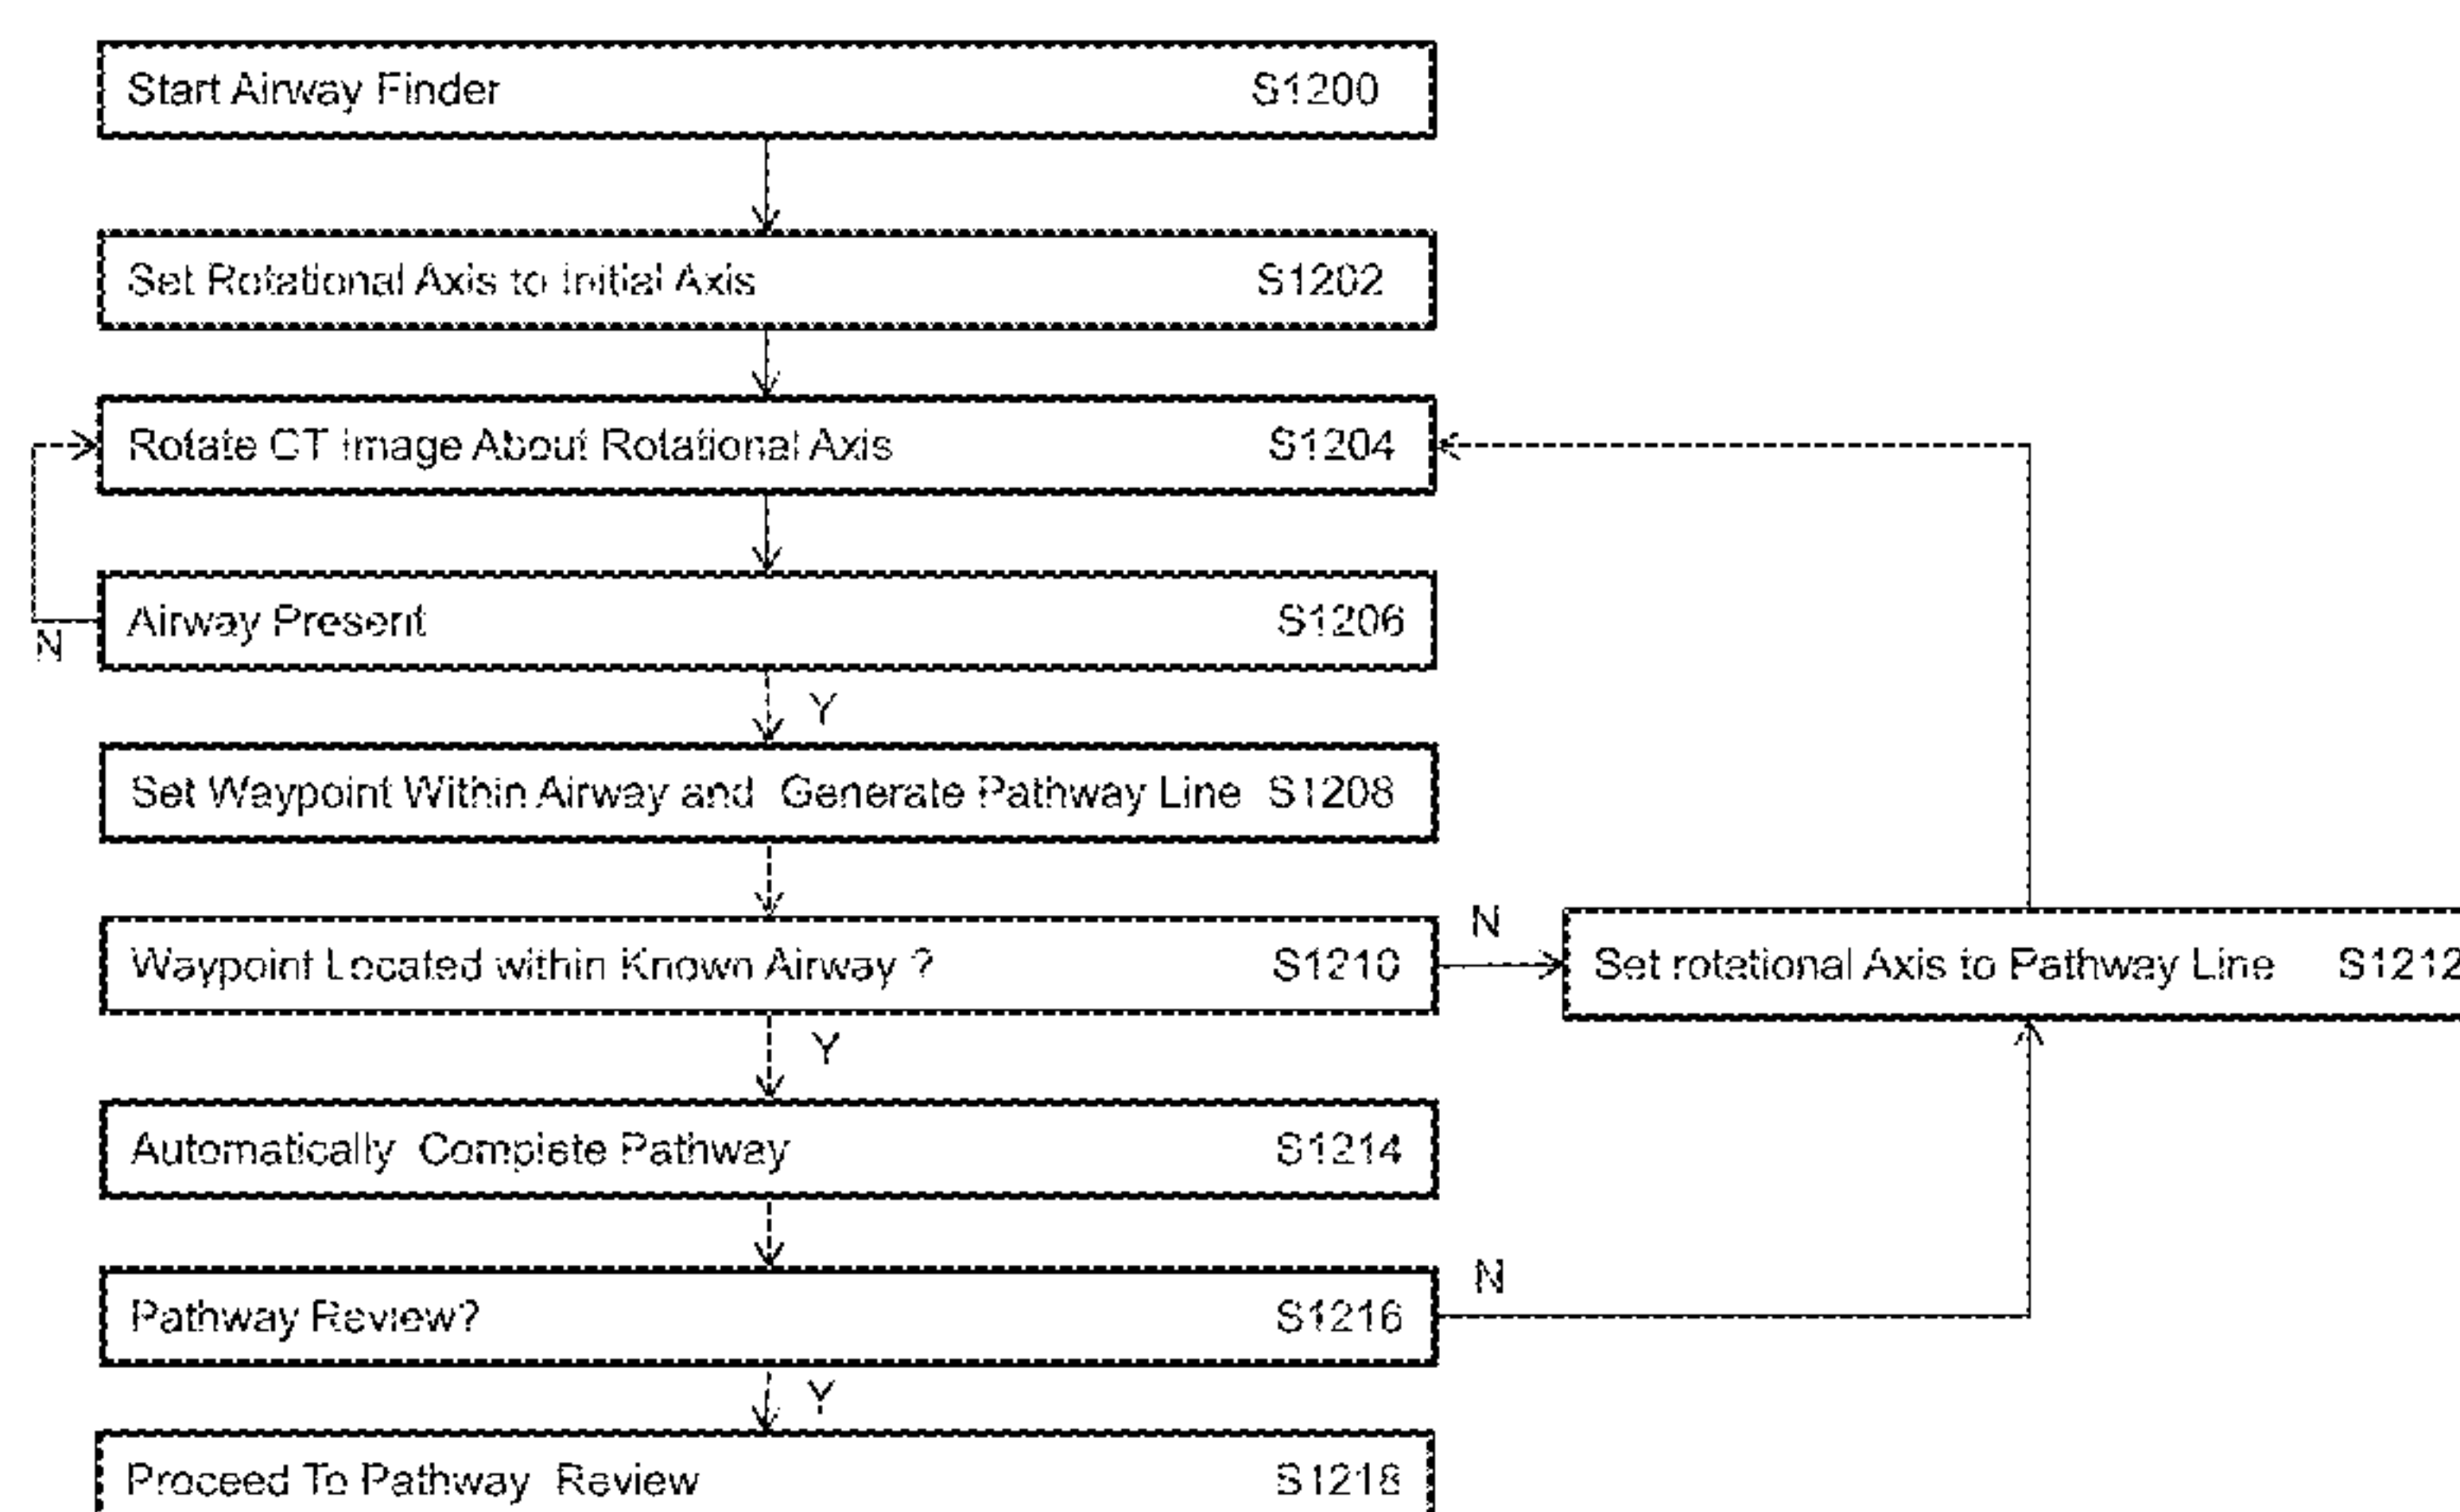 Start Airway Finder S1200
Set Rotational Axis to Initial Axis S1202
Rotate CT Image About Rotational Axis S1204
Airway Present S1206
N
Y
Set Waypoint Within Airway and Generate Pathway Line S1208
Waypoint Located within Known Airway ? S1210
N
Set rotational Axis to Pathway Line S1212
Y
Automatically Complete Pathway S1214
Pathway Review? S1216
N
Y
Proceed To Pathway Review S1218